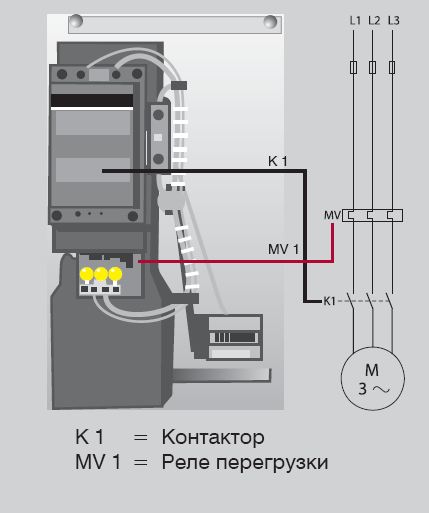 L1 L2 L3
K 1
MV
MV 1
K1
M
3 ~
K 1 = Контактор
MV 1 = Реле перегрузки